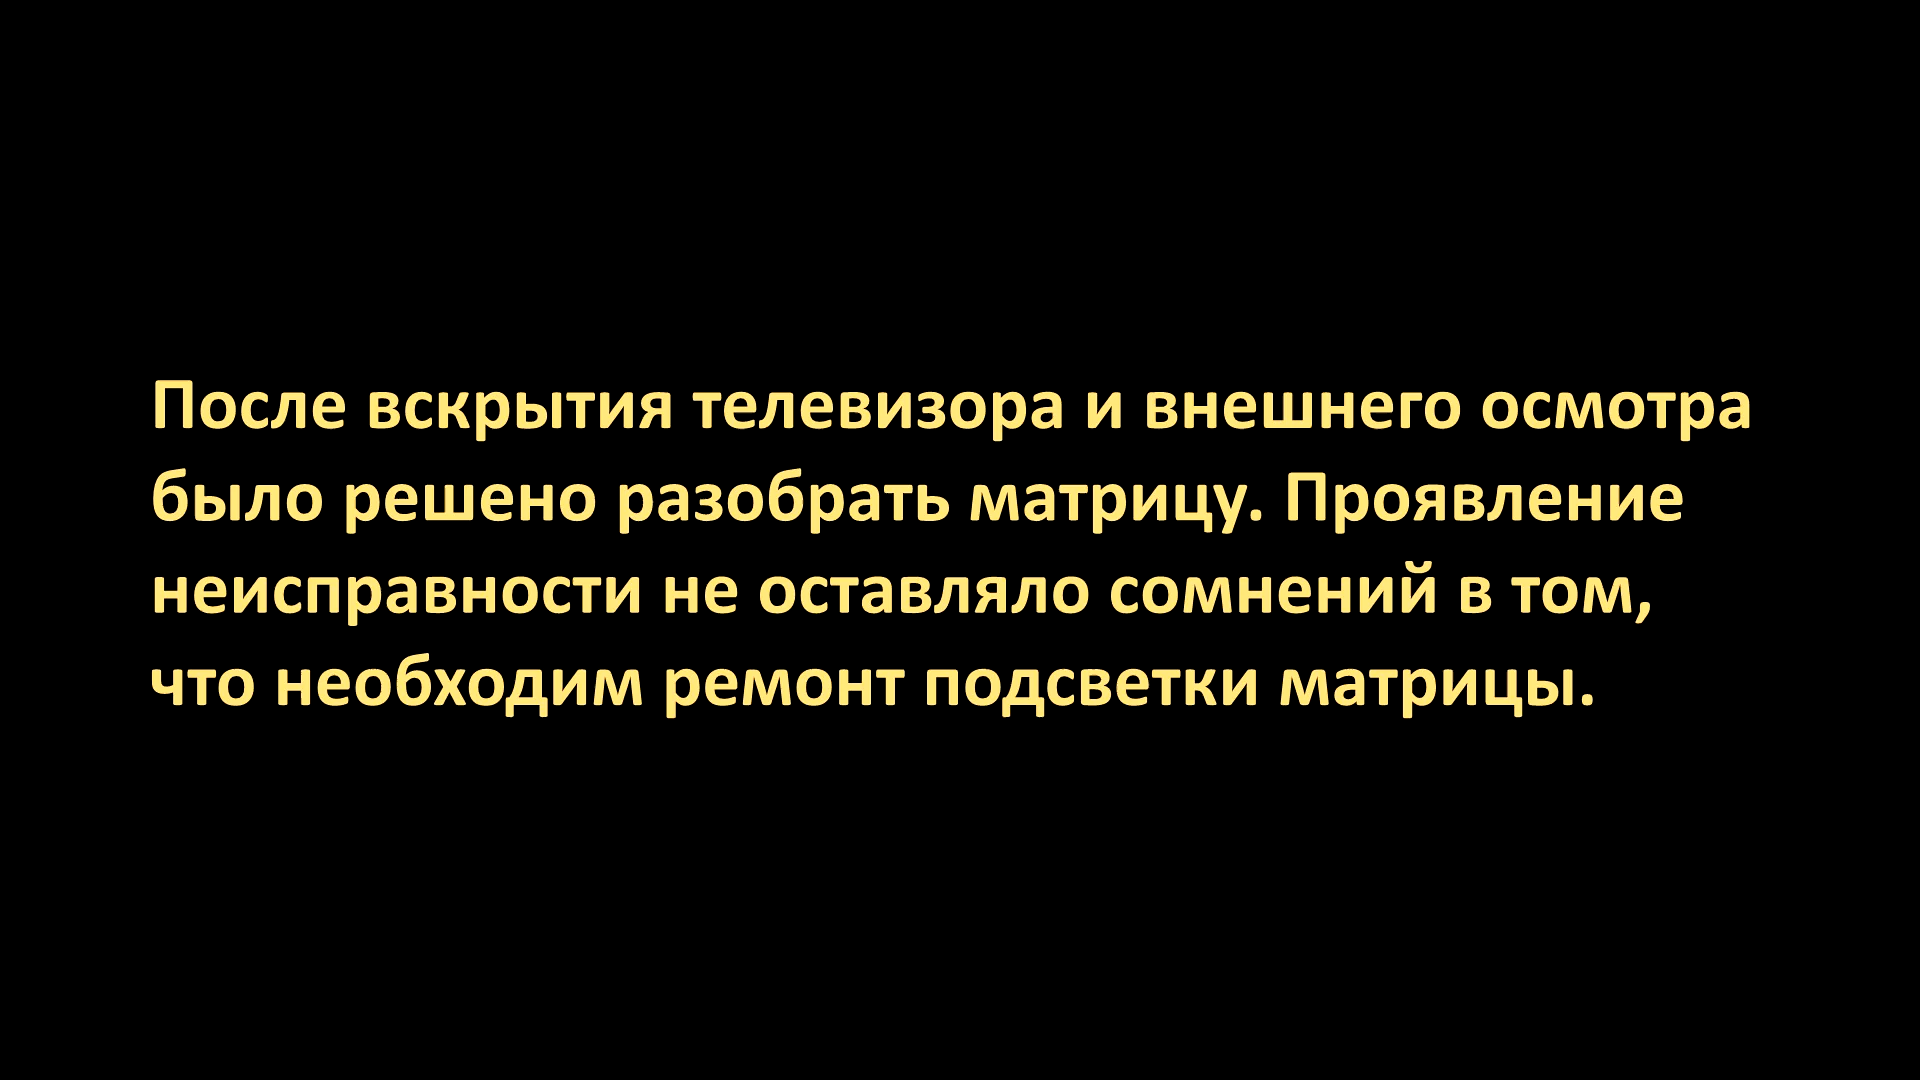 После вскрытия телевизора и внешнего осмотра
было решено разобрать матрицу. Проявление
неисправности не оставляло сомнений в том,
что необходим ремонт подсветки матрицы.